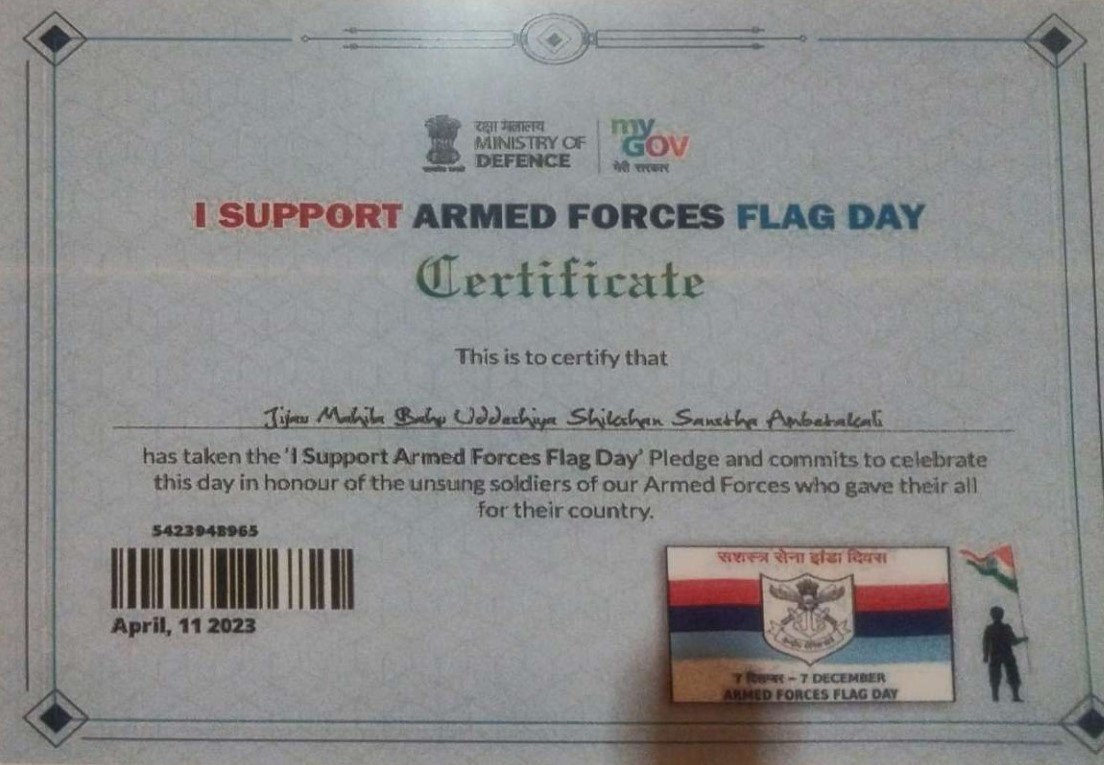 रक्षा मंत्रालय
MINISTRY OF
DEFENCE
my
GOV
मेरी सरकार
I SUPPORT ARMED FORCES FLAG DAY
Certificate
This is to certify that
Jijau Mahila Bahu Uddeshiya Shikshan Sanstha Ambetakali
has taken the 'I Support Armed Forces Flag Day' Pledge and commits to celebrate
this day in honour of the unsung soldiers of our Armed Forces who gave their all
for their country.
5423948965
April, 11 2023
सशस्त्र सेना झंडा दिवस
7 दिसम्बर – 7 DECEMBER
ARMED FORCES FLAG DAY